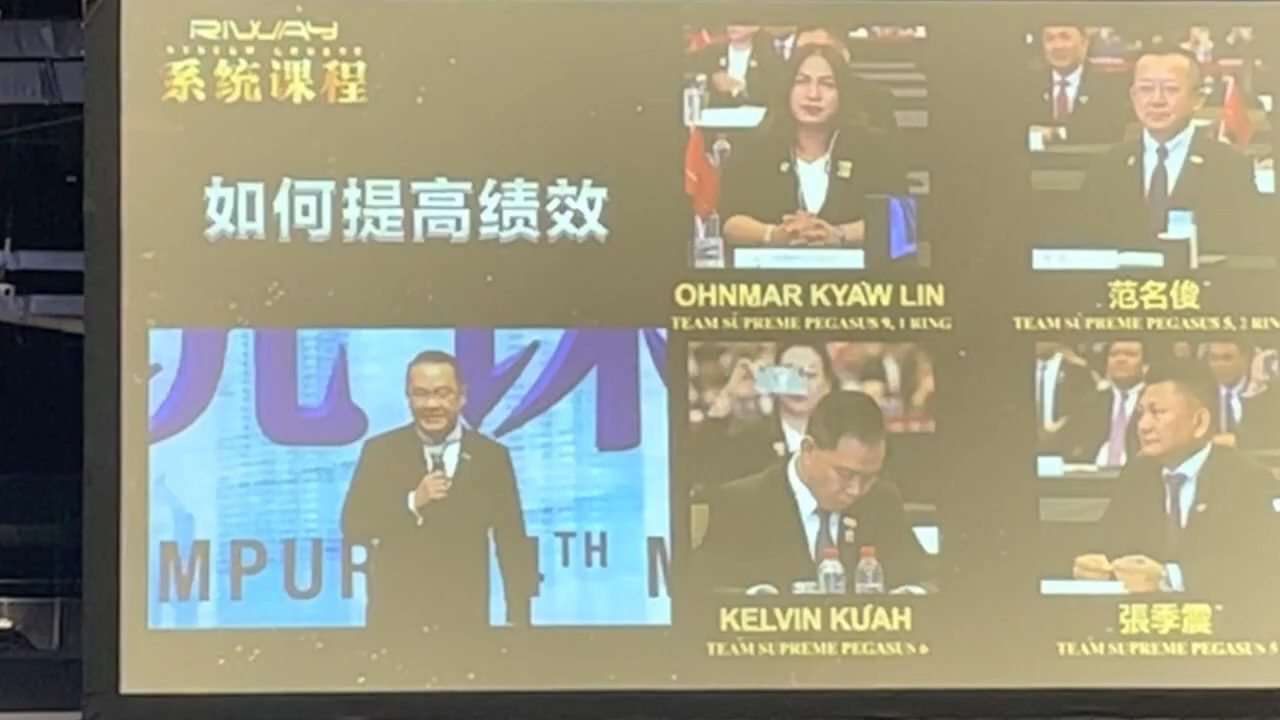 RIWAY
SYSTEM COURSE
系统课程
如何提高绩效
OHNMAR KYAW LIN
TEAM SUPREME PEGASUS 9, 1 RING
范名俊
TEAM SUPREME PEGASUS 5, 2 RIN
MPUR
TH
M
KELVIN KUAH
TEAM SUPREME PEGASUS 6
張季震
TEAM SUPREME PEGASUS 5